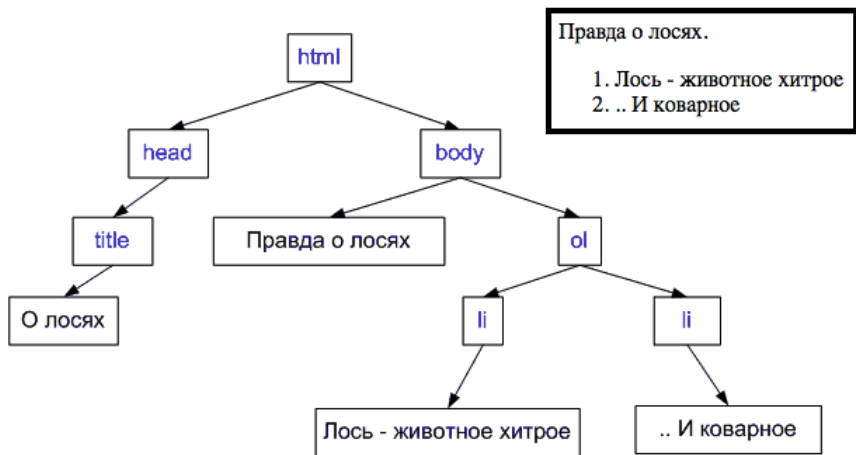 html
Правда о лосях.
1. Лось - животное хитрое
2. .. И коварное
head
body
title
Правда о лосях
ol
О лосях
li
li
Лось - животное хитрое
.. И коварное